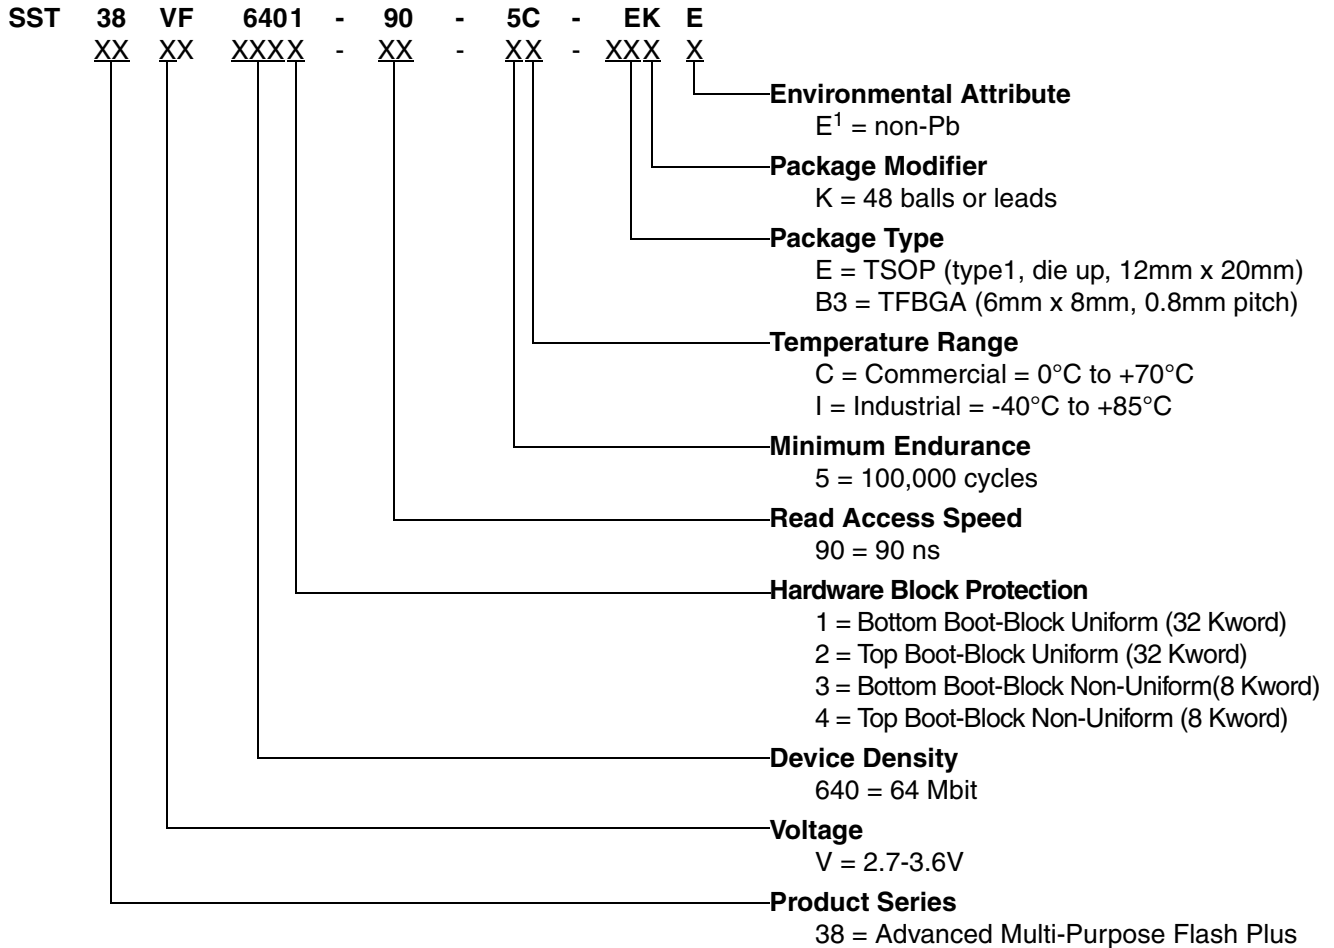 SST 38 VF 6401 - 90 - 5C - EK E
XX XX XXXX - XX - XX - XXX X
Environmental Attribute
E1 = non-Pb
Package Modifier
K = 48 balls or leads
Package Type
E = TSOP (type1, die up, 12mm x 20mm)
B3 = TFBGA (6mm x 8mm, 0.8mm pitch)
Temperature Range
C = Commercial = 0°C to +70°C
I = Industrial = -40°C to +85°C
Minimum Endurance
5 = 100,000 cycles
Read Access Speed
90 = 90 ns
Hardware Block Protection
1 = Bottom Boot-Block Uniform (32 Kword)
2 = Top Boot-Block Uniform (32 Kword)
3 = Bottom Boot-Block Non-Uniform(8 Kword)
4 = Top Boot-Block Non-Uniform (8 Kword)
Device Density
640 = 64 Mbit
Voltage
V = 2.7-3.6V
Product Series
38 = Advanced Multi-Purpose Flash Plus